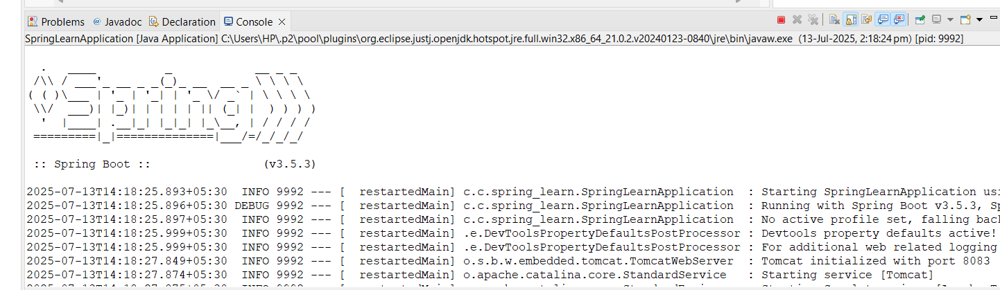 Problems @ Javadoc Declaration Console ×
SpringLearnApplication [Java Application] C:\Users\HP\.p2\pool\plugins\org.eclipse.justj.openjdk.hotspot.jre.full.win32.x86_64_21.0.2.v20240123-0840\jre\bin\javaw.exe (13-Jul-2025, 2:18:24 pm) [pid: 9992]
  .   ____          _            __ _ _
 /\\ / ___'_ __ _ _(_)_ __  __ _ \ \ \ \
( ( )\___ | '_ | '_| | '_ \/ _` | \ \ \ \
 \\/  ___)| |_)| | | | | || (_| |  ) ) ) )
  '  |____| .__|_| |_|_| |_\__, | / / / /
 =========|_|==============|___/=/_/_/_/
 :: Spring Boot ::                (v3.5.3)
2025-07-13T14:18:25.893+05:30  INFO 9992 --- [  restartedMain] c.c.spring_learn.SpringLearnApplication  : Starting SpringLearnApplication
2025-07-13T14:18:25.896+05:30 DEBUG 9992 --- [  restartedMain] c.c.spring_learn.SpringLearnApplication  : Running with Spring Boot v3.5.3,
2025-07-13T14:18:25.897+05:30  INFO 9992 --- [  restartedMain] c.c.spring_learn.SpringLearnApplication  : No active profile set, falling
2025-07-13T14:18:25.999+05:30  INFO 9992 --- [  restartedMain] .e.DevToolsPropertyDefaultsPostProcessor : Devtools property defaults active!
2025-07-13T14:18:25.999+05:30  INFO 9992 --- [  restartedMain] .e.DevToolsPropertyDefaultsPostProcessor : For additional web related logging
2025-07-13T14:18:27.849+05:30  INFO 9992 --- [  restartedMain] o.s.b.w.embedded.tomcat.TomcatWebServer  : Tomcat initialized with port 8083
2025-07-13T14:18:27.874+05:30  INFO 9992 --- [  restartedMain] o.apache.catalina.core.StandardService   : Starting service [Tomcat]